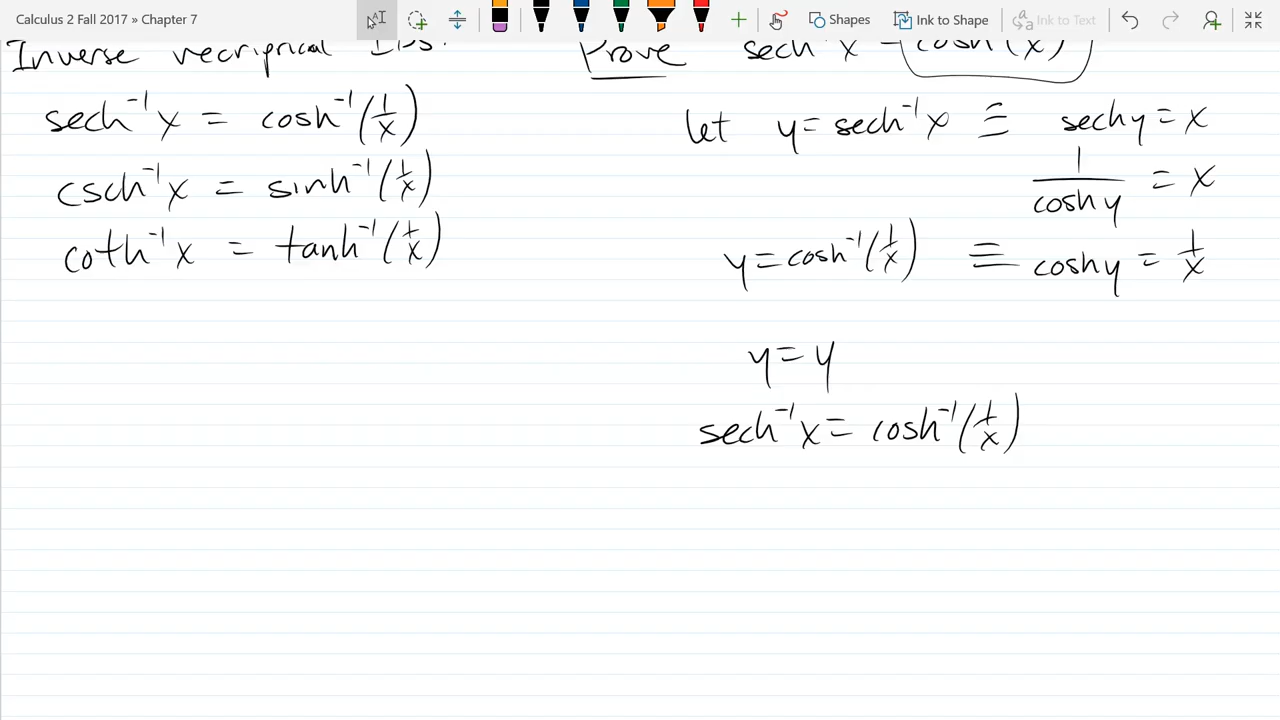 Calculus 2 Fall 2017 » Chapter 7
Shapes
Ink to Shape
Ink to Text
Inverse recriprical IDs:
sech⁻¹x = cosh⁻¹(1/x)
csch⁻¹x = sinh⁻¹(1/x)
coth⁻¹x = tanh⁻¹(1/x)
Prove sech⁻¹x = cosh⁻¹(1/x)
let y = sech⁻¹x ≡ sech y = x
1/cosh y = x
y = cosh⁻¹(1/x) ≡ cosh y = 1/x
y = y
sech⁻¹x = cosh⁻¹(1/x)